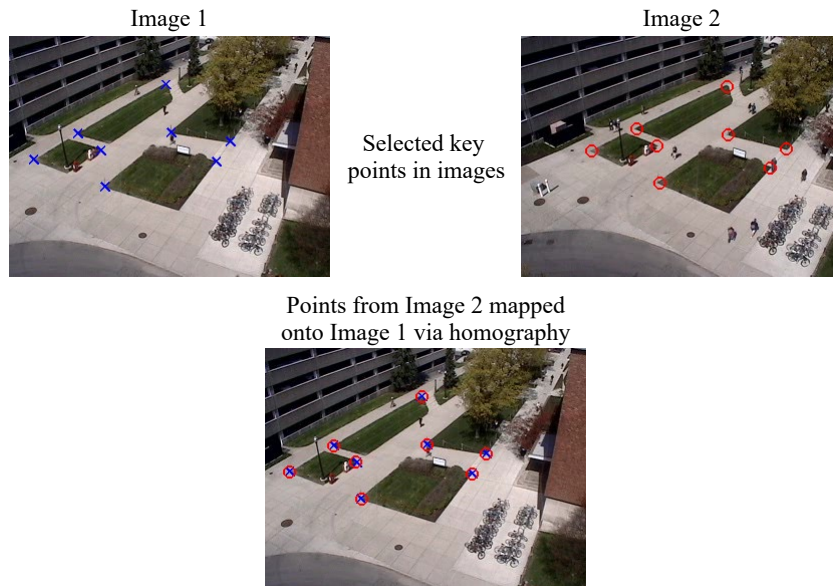 Image 1
Image 2
Selected key
points in images
Points from Image 2 mapped
onto Image 1 via homography